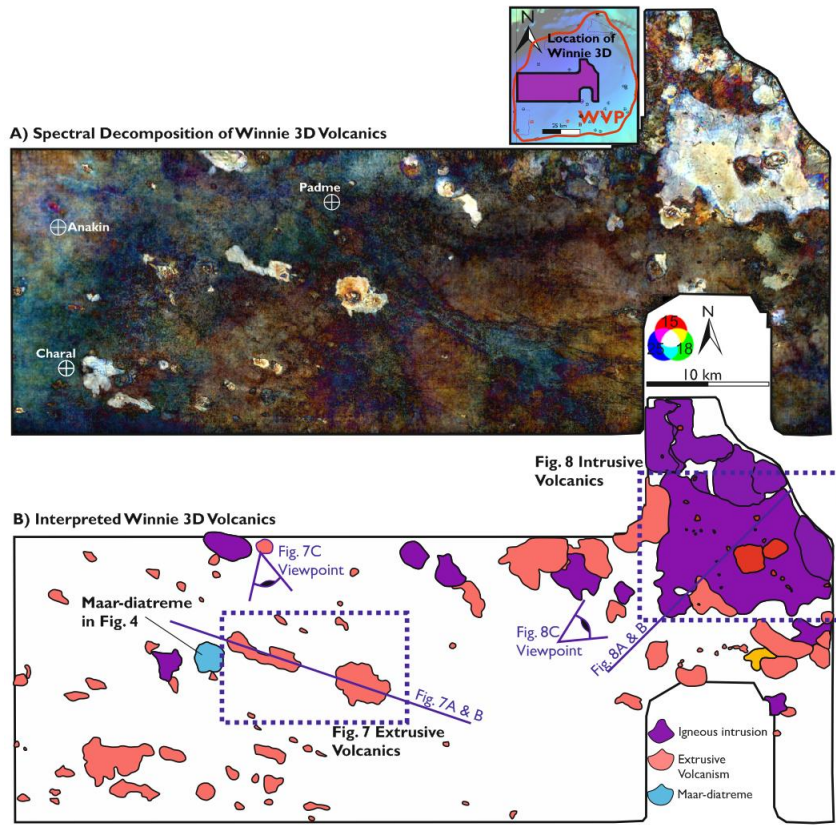 N
Location of
Winnie 3D
WVP
25 km
A) Spectral Decomposition of Winnie 3D Volcanics
Padme
Anakin
Charal
N
15
18
10 km
Fig. 8 Intrusive
Volcanics
B) Interpreted Winnie 3D Volcanics
Fig. 7C
Viewpoint
Maar-diatreme
in Fig. 4
Fig. 8C
Viewpoint
Fig. 8A & B
Fig. 7A & B
Fig. 7 Extrusive
Volcanics
Igneous intrusion
Extrusive
Volcanism
Maar-diatreme